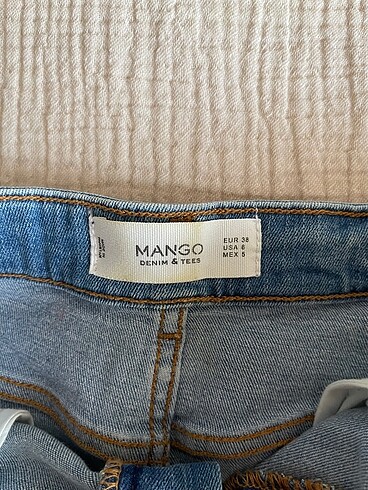 MANGO
DENIM & TEES
EUR 38
USA 6
MEX 5